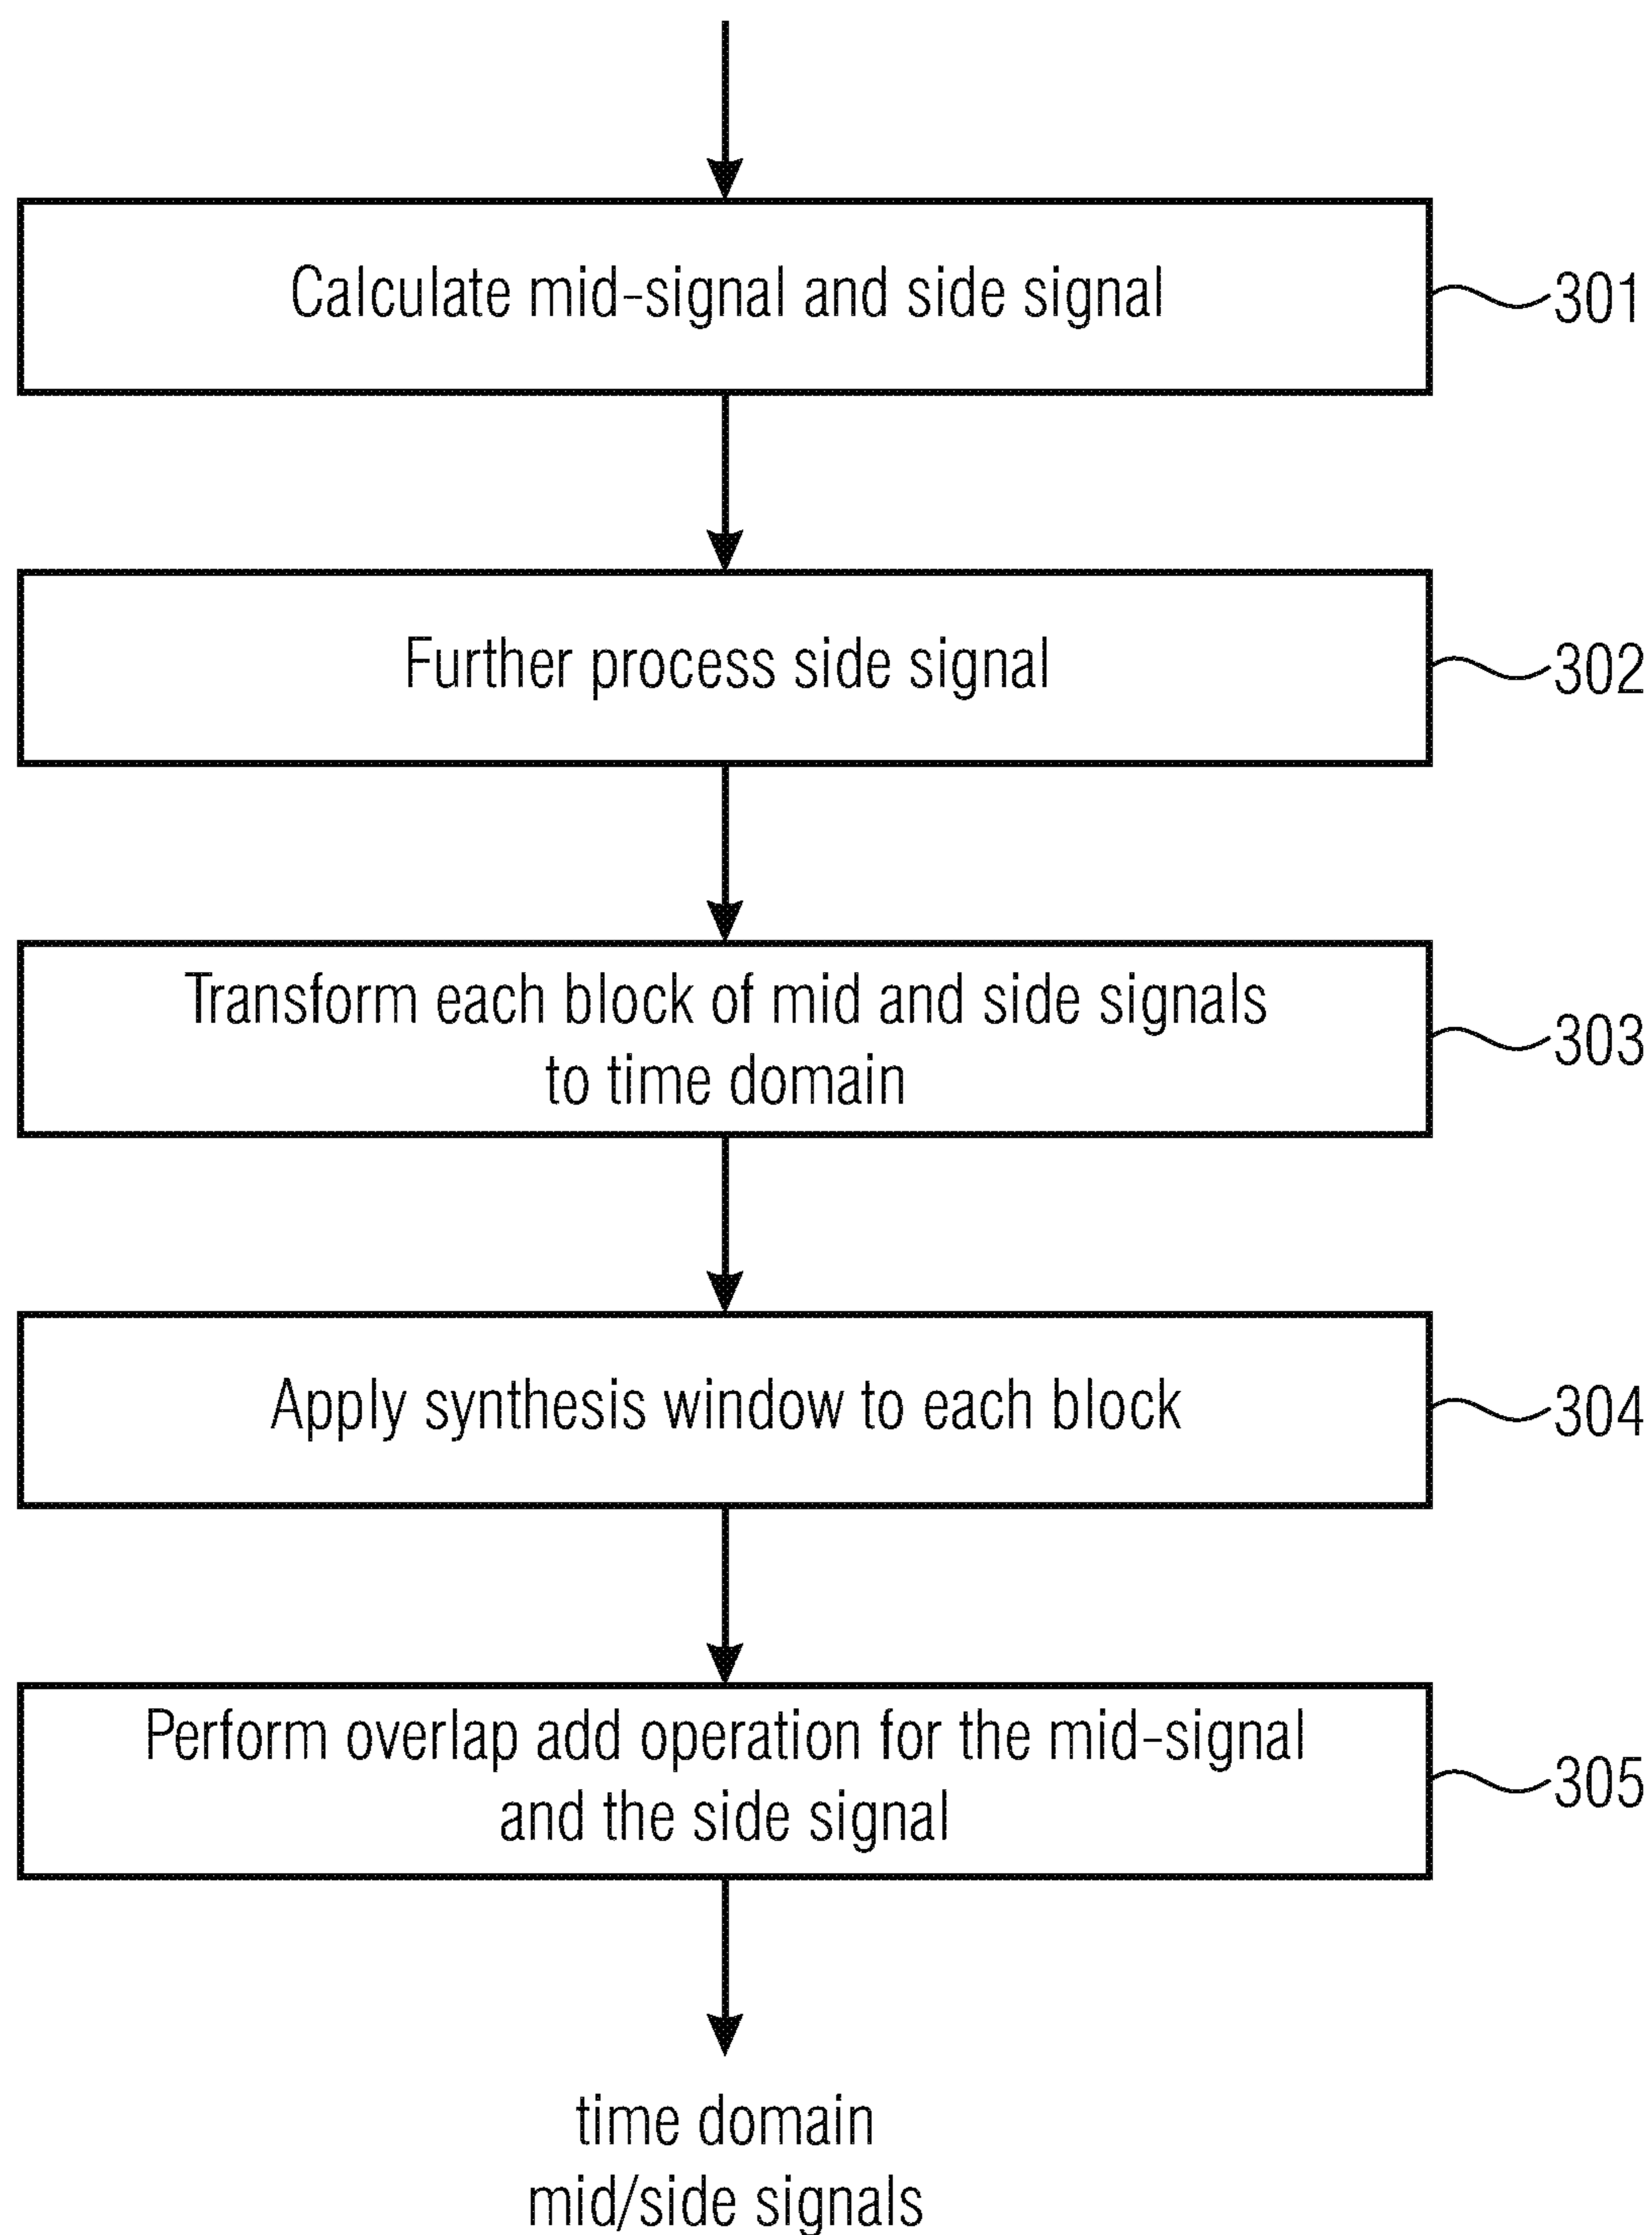 Calculate mid-signal and side signal
301
Further process side signal
302
Transform each block of mid and side signals
to time domain
303
Apply synthesis window to each block
304
Perform overlap add operation for the mid-signal
and the side signal
305
time domain
mid/side signals